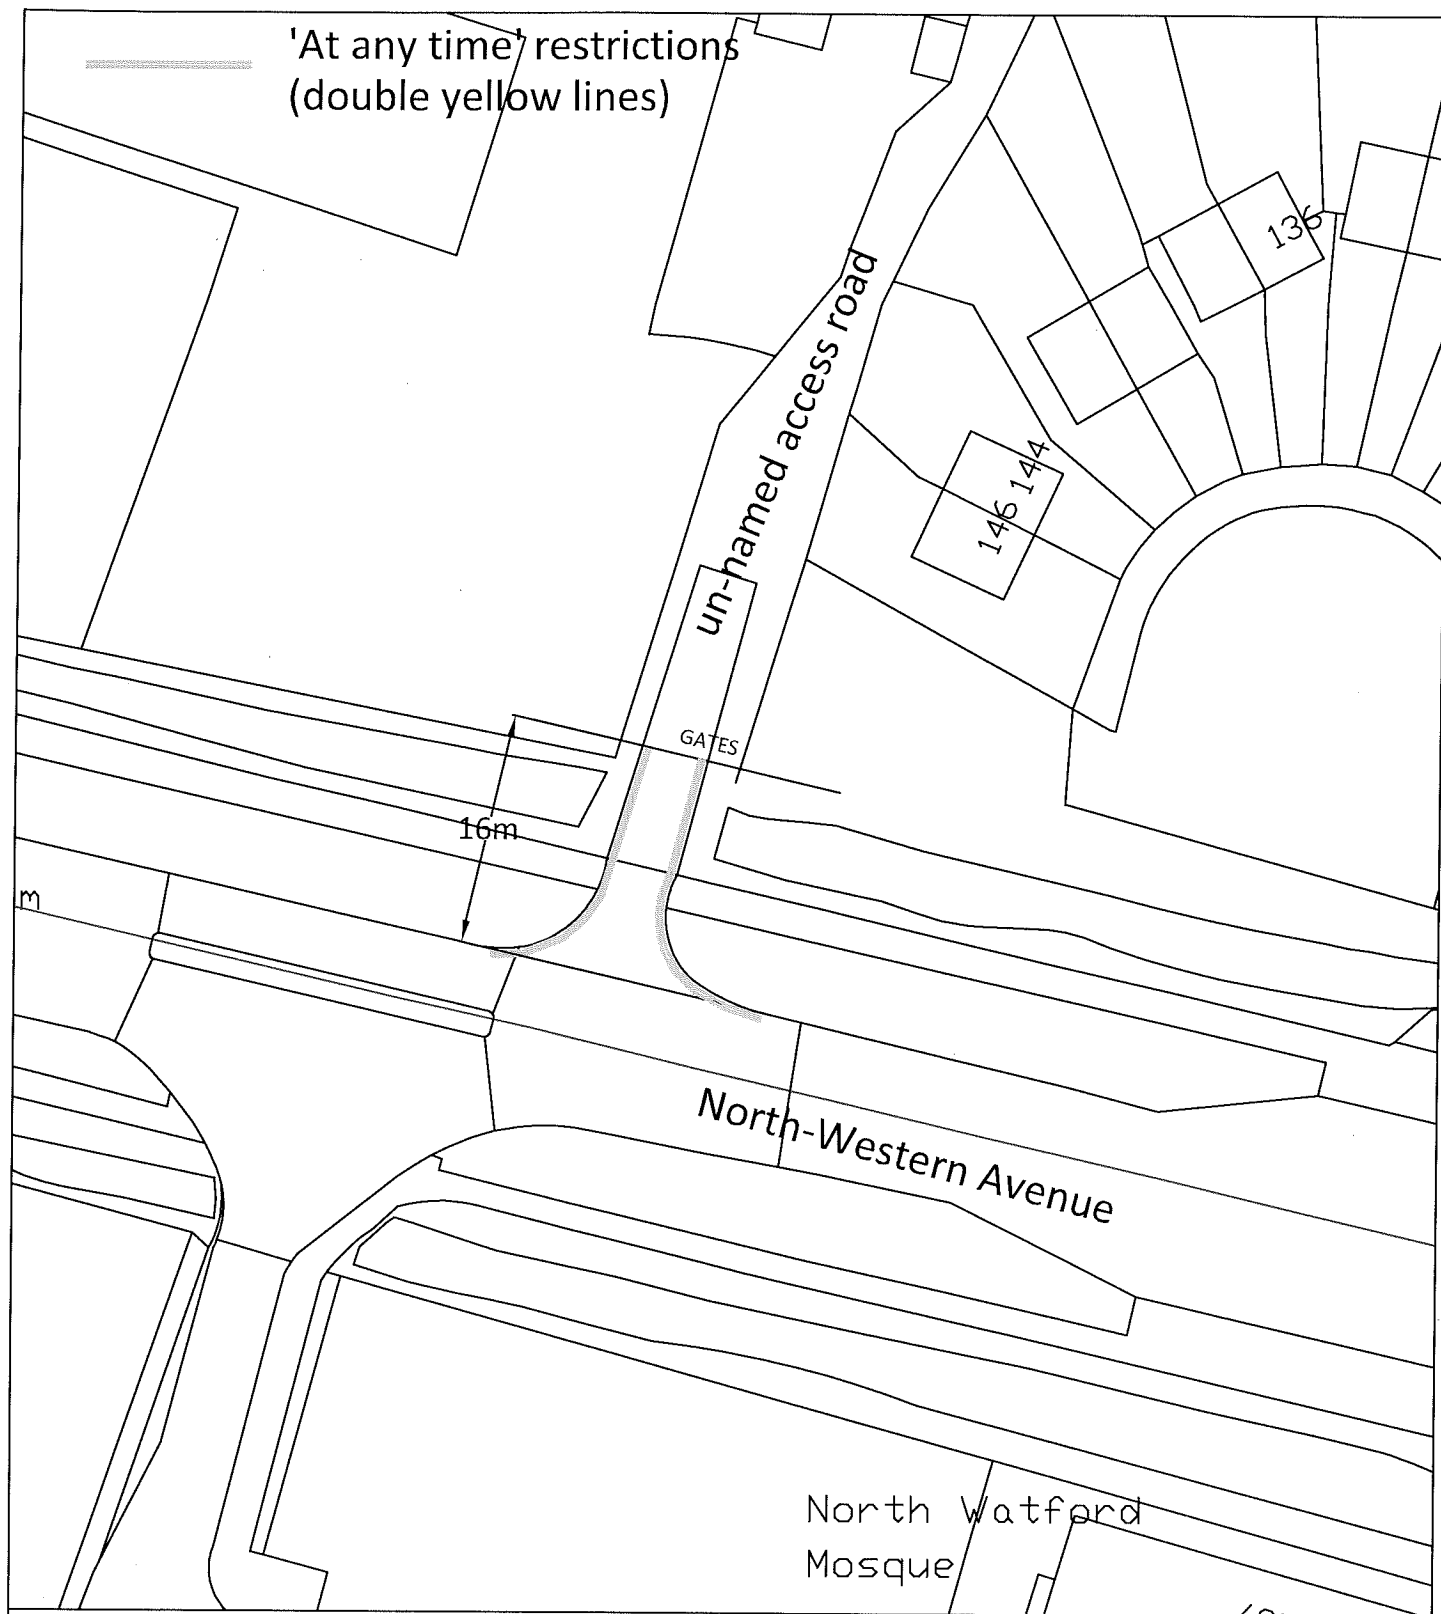 'At any time' restrictions
(double yellow lines)
136
un-named access road
144
146
GATES
16m
m
North-Western Avenue
North Watford
Mosque